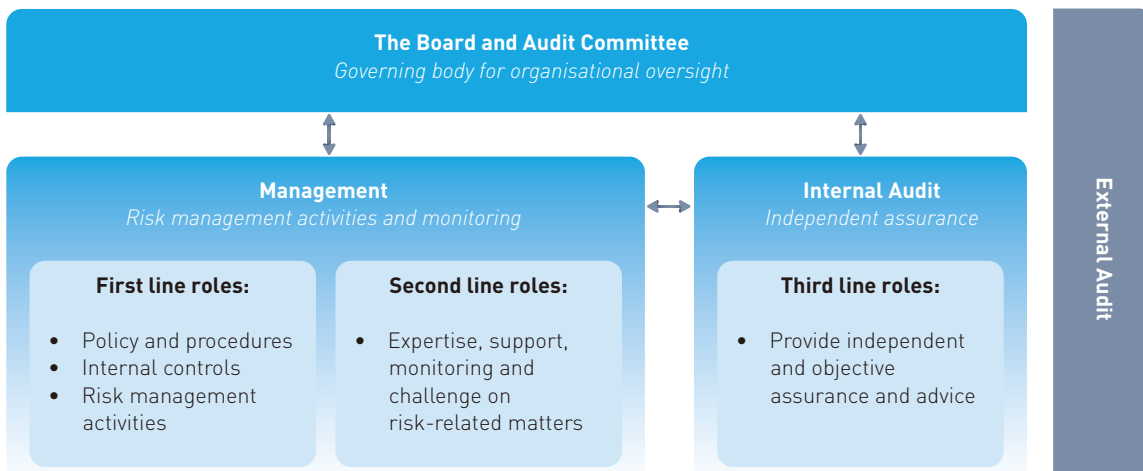 The Board and Audit Committee
Governing body for organisational oversight
Management
Risk management activities and monitoring
First line roles:
• Policy and procedures
• Internal controls
• Risk management
activities
Second line roles:
• Expertise, support,
monitoring and
challenge on
risk-related matters
Internal Audit
Independent assurance
Third line roles:
• Provide independent
and objective
assurance and advice
External Audit